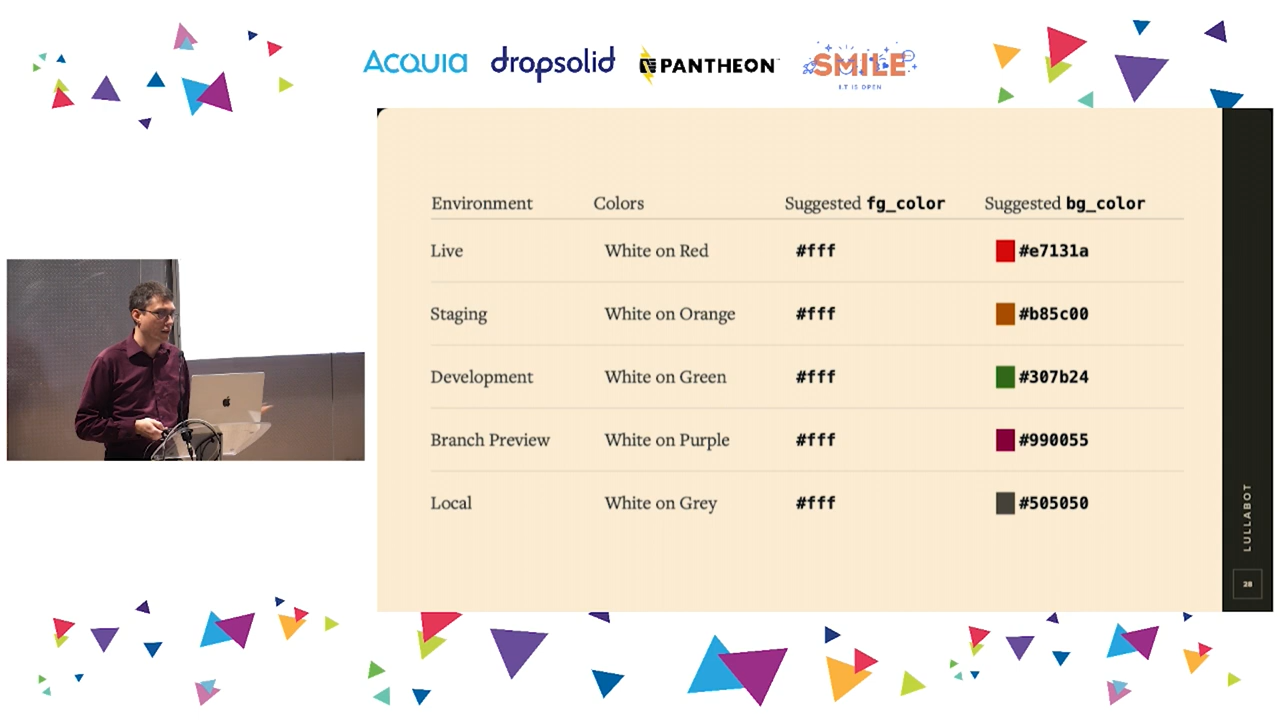 ACQUIA dropsolid PANTHEON SMILE
I.T IS OPEN
Environment Colors Suggested fg_color Suggested bg_color
Live White on Red #fff #e7131a
Staging White on Orange #fff #b85c00
Development White on Green #fff #307b24
Branch Preview White on Purple #fff #990055
Local White on Grey #fff #505050
LULLABOT
28